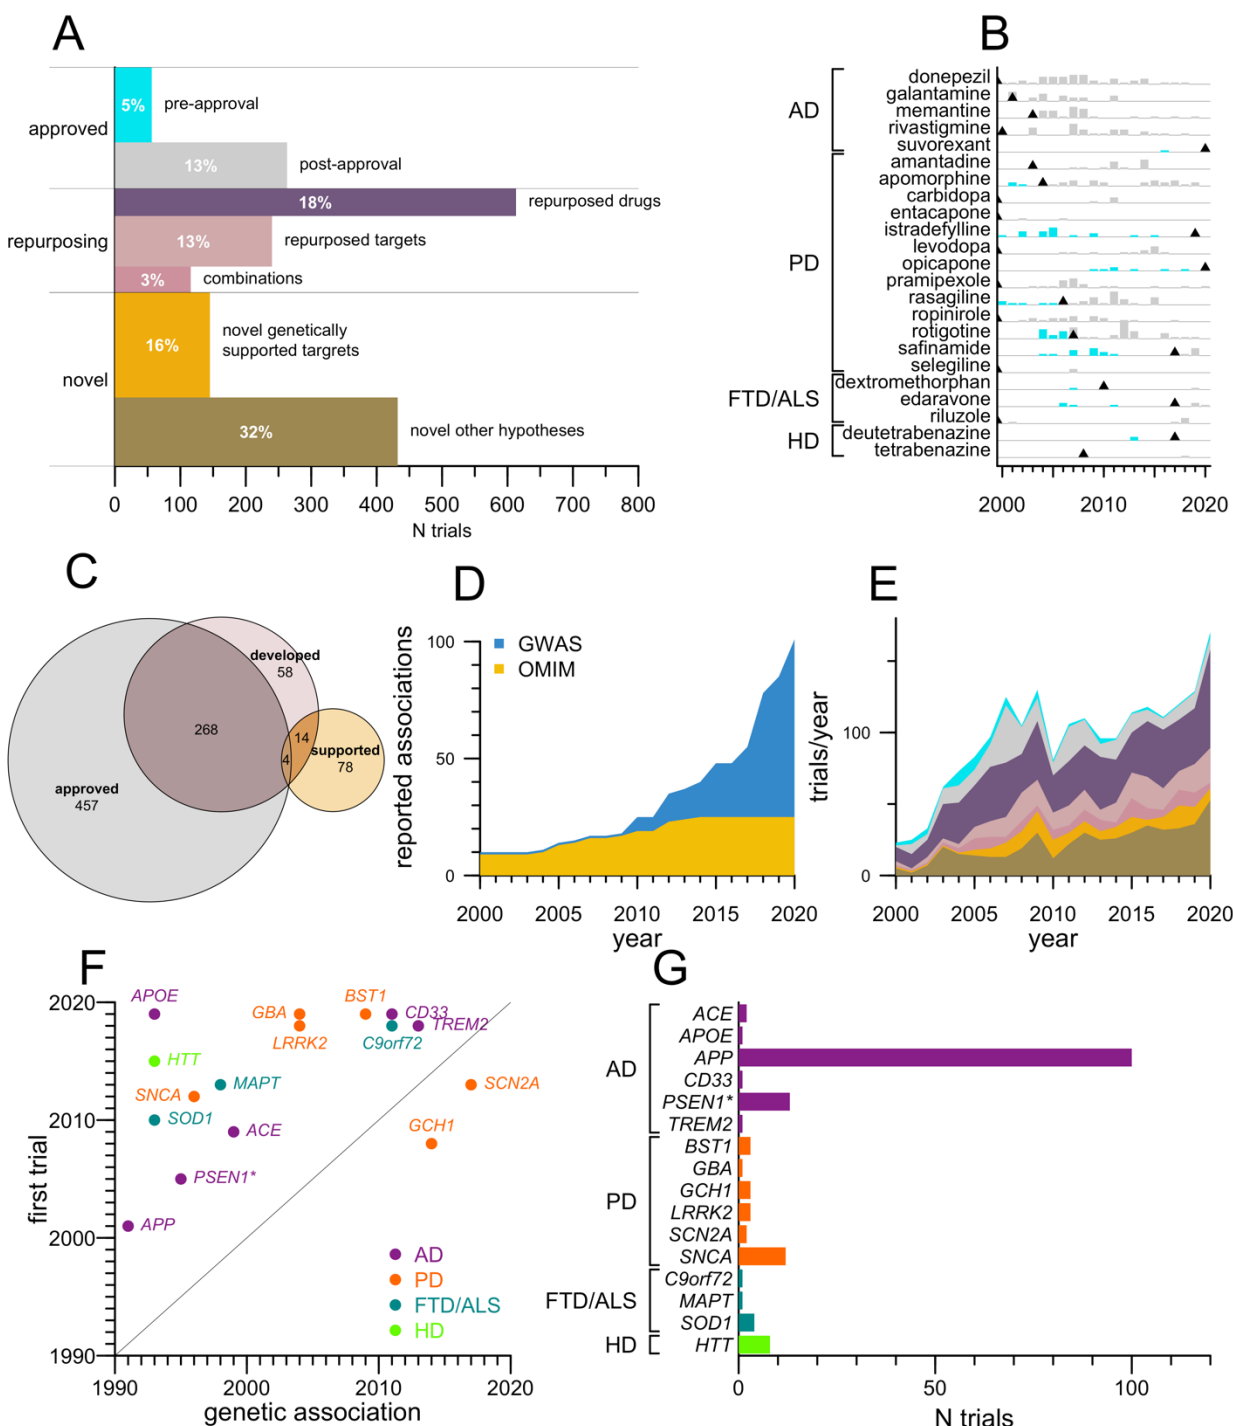 A
approved
5%
pre-approval
13%
post-approval
repurposing
18%
repurposed drugs
13%
repurposed targets
3%
combinations
novel
16%
novel genetically
supported targets
32%
novel other hypotheses
0 100 200 300 400 500 600 700 800
N trials
B
AD
donepezil
galantamine
memantine
rivastigmine
suvorexant
PD
amantadine
apomorphine
carbidopa
entacapone
istradefylline
levodopa
opicapone
pramipexole
rasagiline
ropinirole
rotigotine
safinamide
selegiline
FTD/ALS
dextromethorphan
edaravone
riluzole
HD
deutetrabenazine
tetrabenazine
2000 2010 2020
C
developed
58
268
14
4
supported
78
approved
457
D
reported associations
100
50
0
GWAS
OMIM
2000 2005 2010 2015 2020
year
E
trials/year
100
0
2000 2005 2010 2015 2020
year
F
first trial
2020
2010
2000
1990
APOE
GBA
BST1
CD33
LRRK2
C9orf72
TREM2
HTT
SNCA
MAPT
SCN2A
SOD1
ACE
GCH1
PSEN1*
APP
AD
PD
FTD/ALS
HD
1990 2000 2010 2020
genetic association
G
AD
ACE
APOE
APP
CD33
PSEN1*
TREM2
PD
BST1
GBA
GCH1
LRRK2
SCN2A
SNCA
FTD/ALS
C9orf72
MAPT
SOD1
HD
HTT
0 50 100
N trials